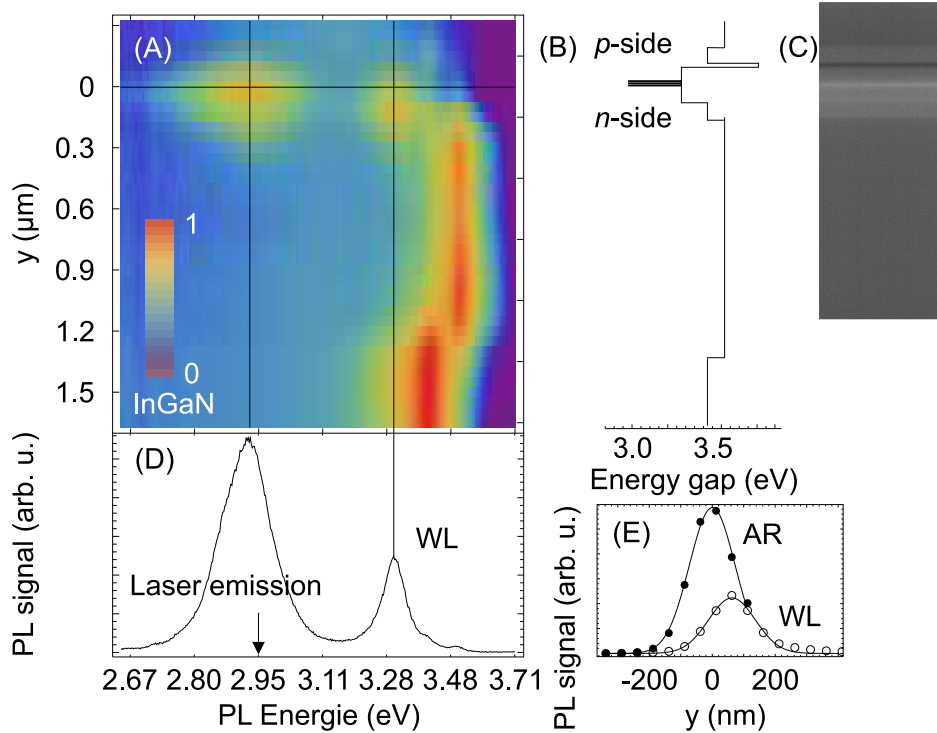 (A)
y (μm)
0
0.3
0.6
0.9
1.2
1.5
1
0
InGaN
(B)
p-side
n-side
3.0 3.5
Energy gap (eV)
(C)
(D)
PL signal (arb. u.)
WL
Laser emission
2.67 2.80 2.95 3.11 3.28 3.48 3.71
PL Energie (eV)
(E)
PL signal (arb. u.)
AR
WL
-200 0 200
y (nm)